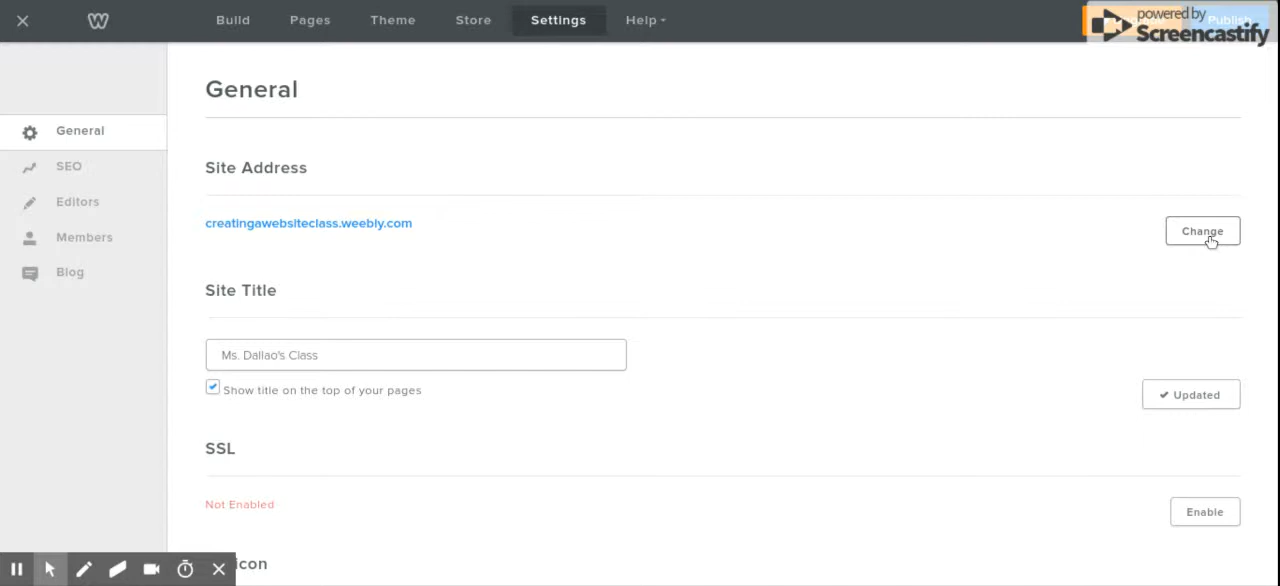 Build Pages Theme Store Settings Help
powered by
Screencastify
Publish
General
General
SEO
Editors
Members
Blog
Site Address
creatingawebsiteclass.weebly.com
Change
Site Title
Ms. Dallao's Class
Show title on the top of your pages
Updated
SSL
Not Enabled
Enable
icon